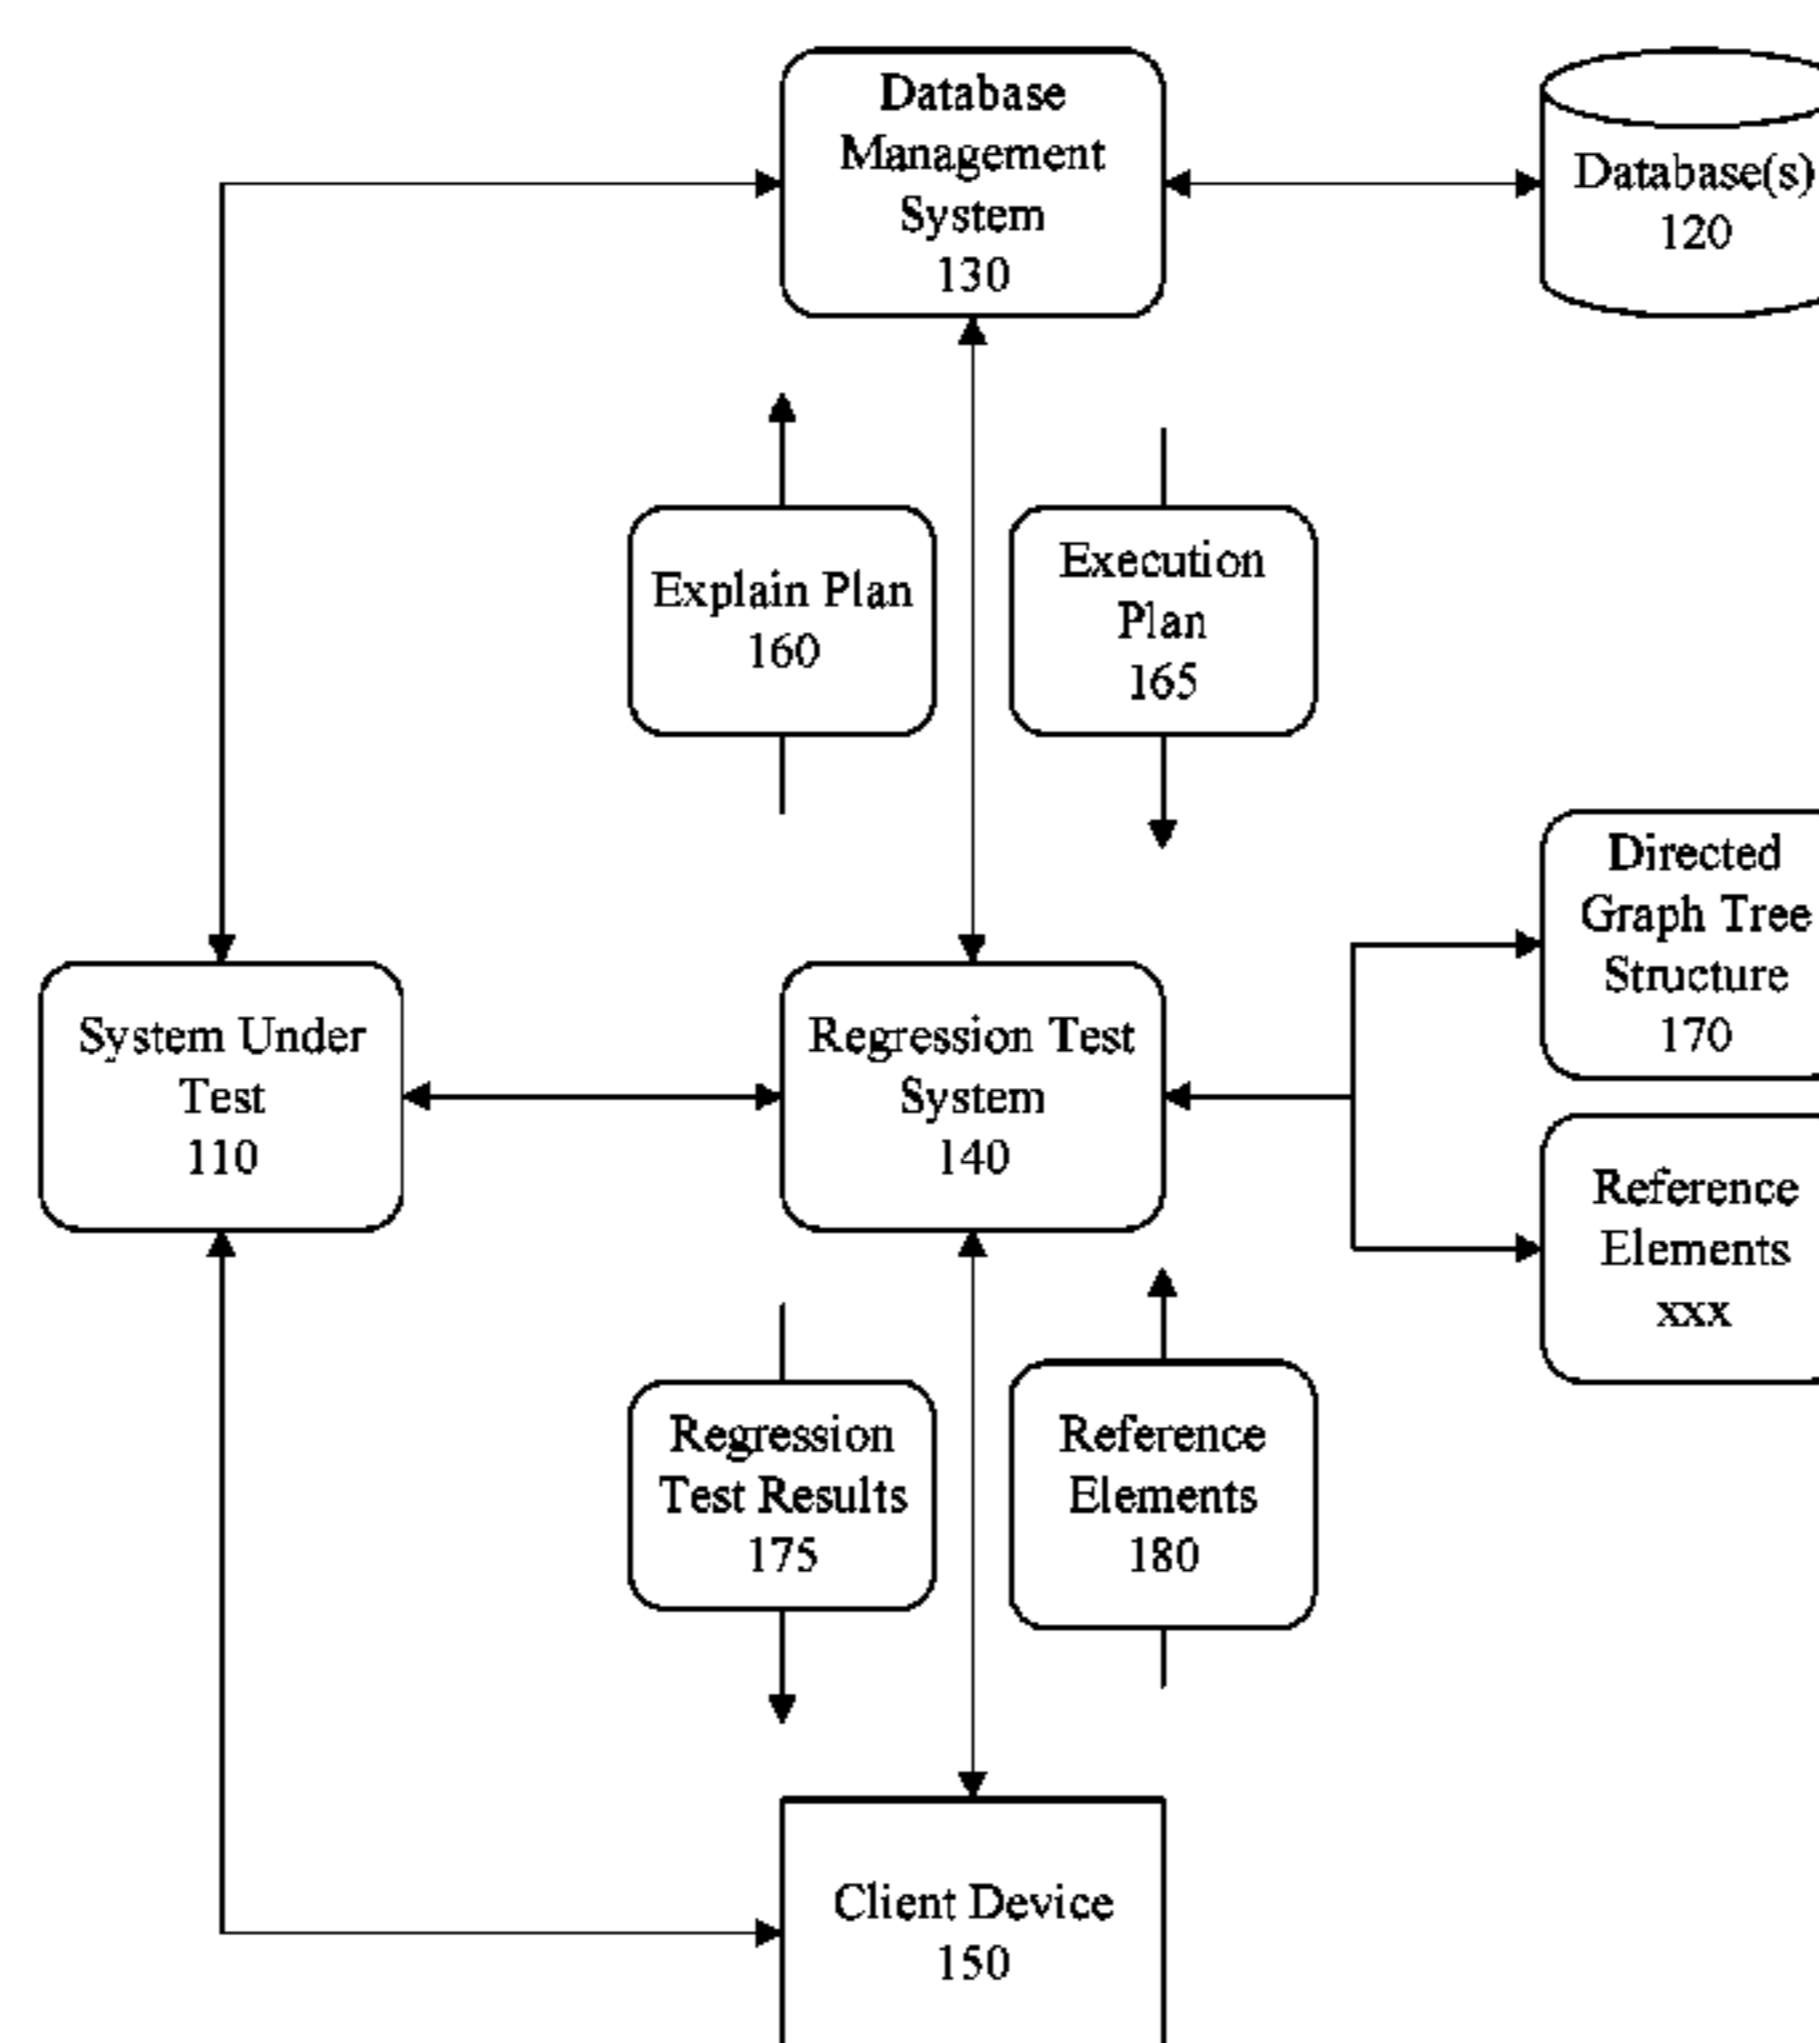 Database
Management
System
130
Database(s)
120
Explain Plan
160
Execution
Plan
165
Directed
Graph Tree
Structure
170
System Under
Test
110
Regression Test
System
140
Reference
Elements
xxx
Regression
Test Results
175
Reference
Elements
180
Client Device
150